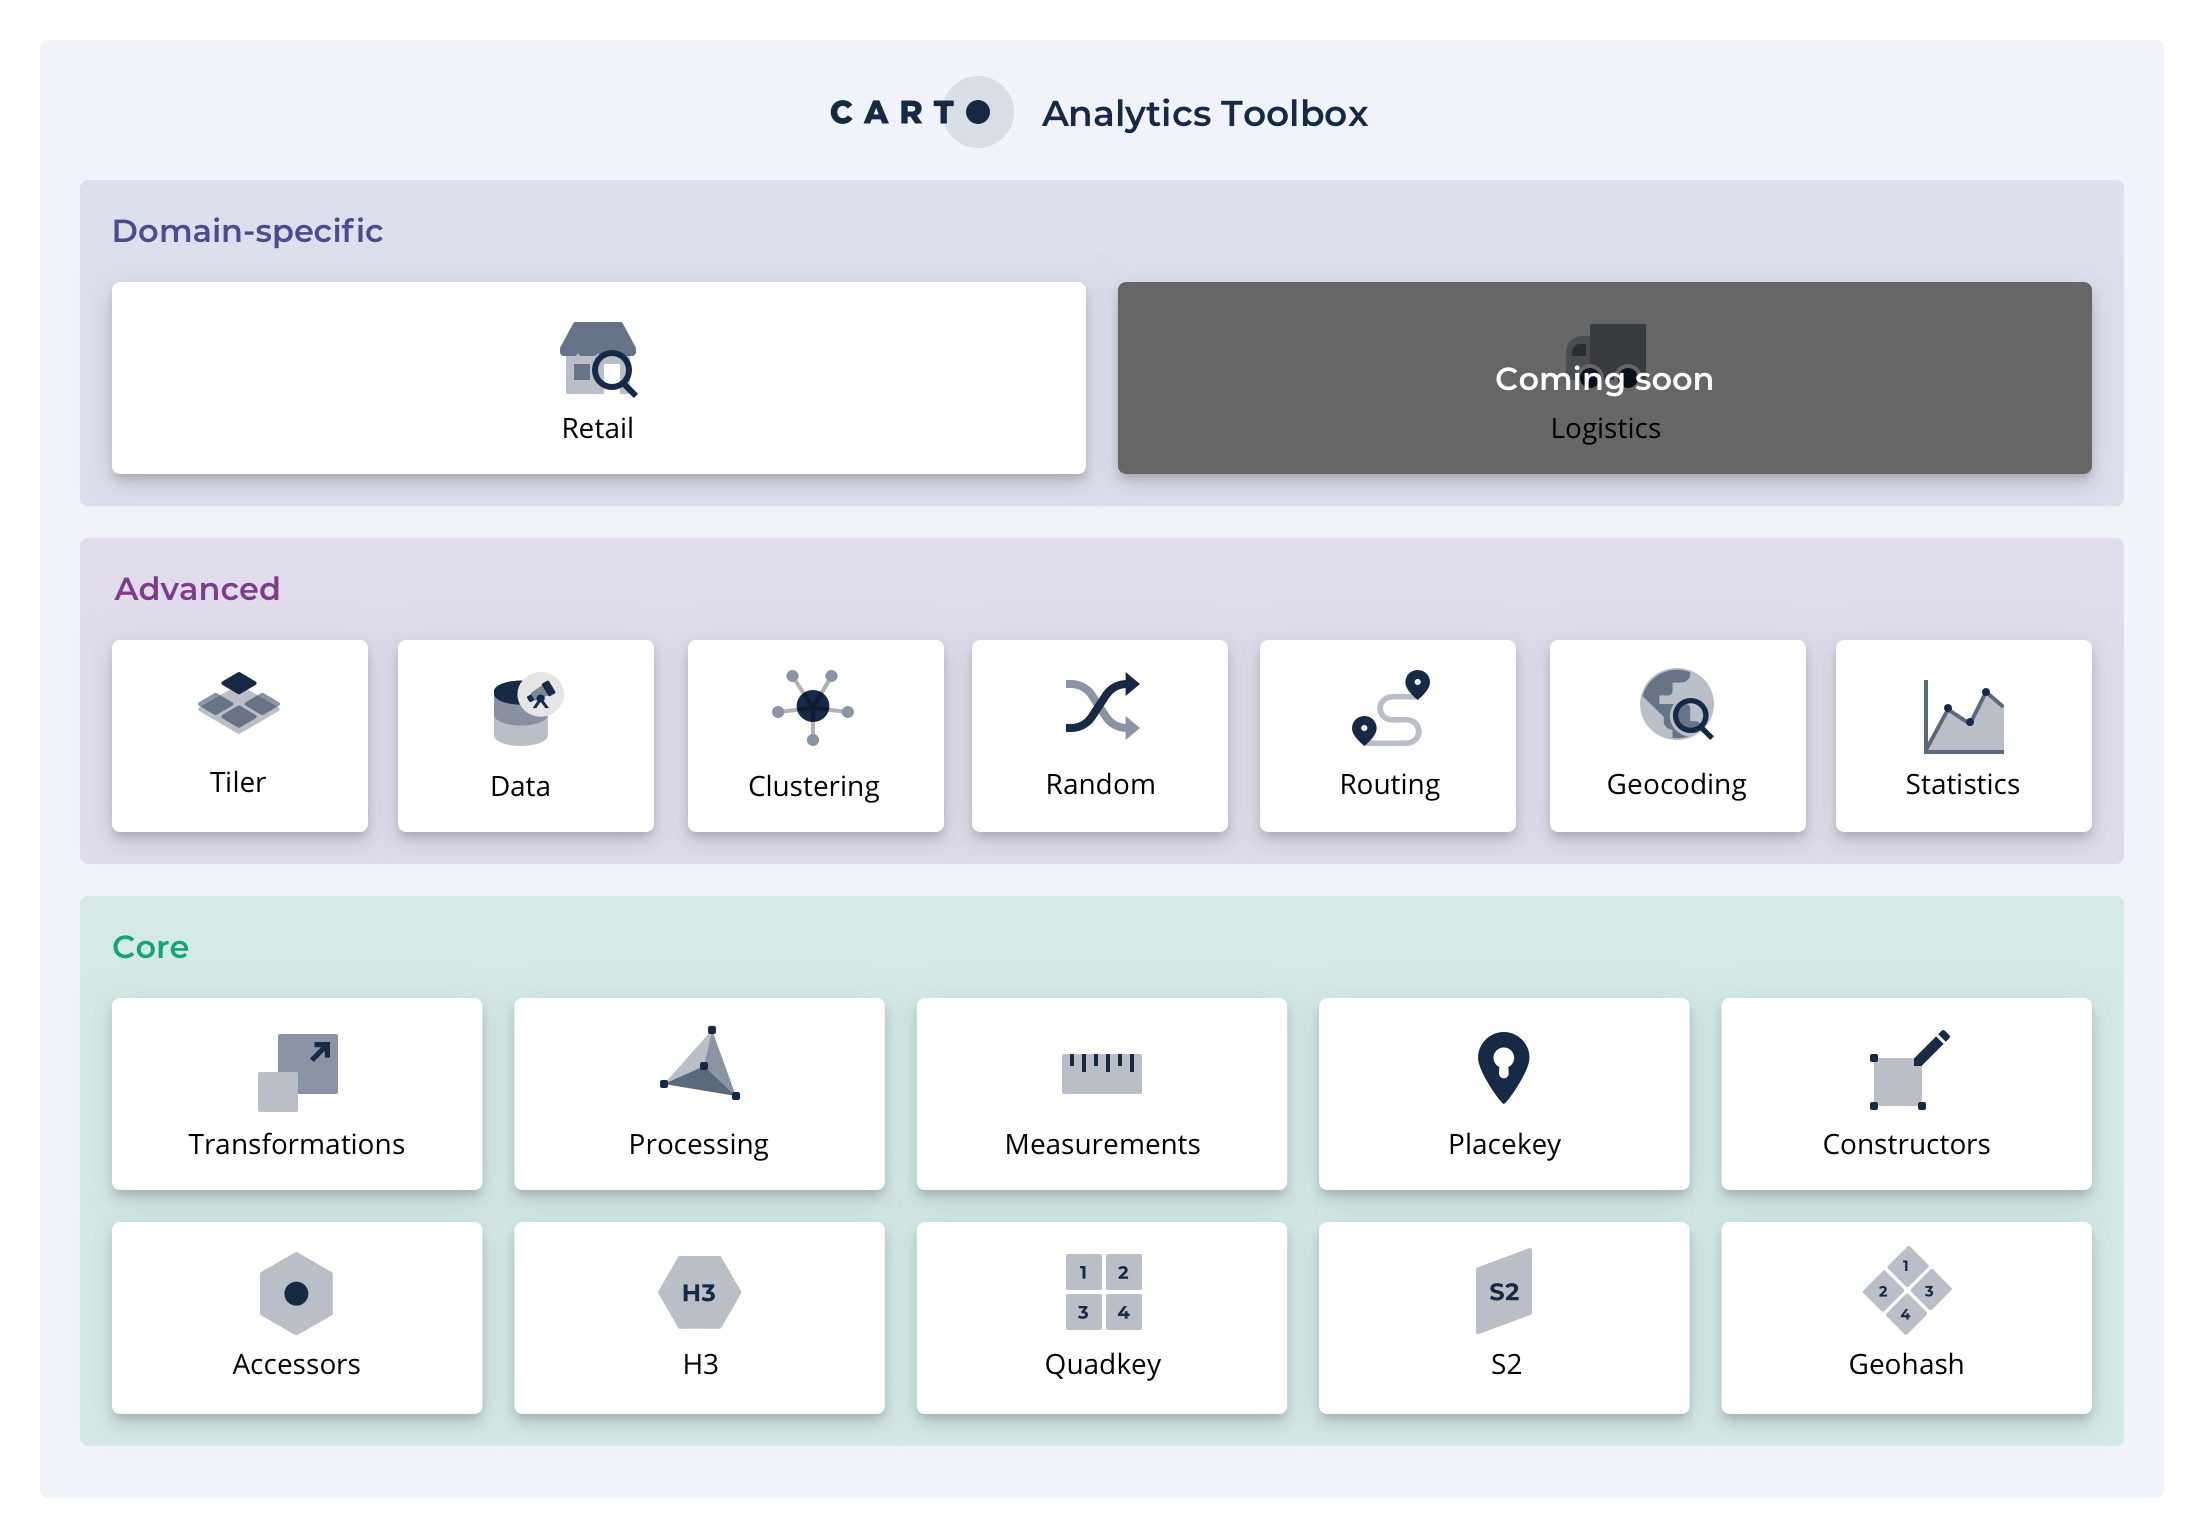 CARTO Analytics Toolbox
Domain-specific
Retail
Coming soon
Logistics
Advanced
Tiler
Data
Clustering
Random
Routing
Geocoding
Statistics
Core
Transformations
Processing
Measurements
Placekey
Constructors
Accessors
H3
H3
1 2
3 4
Quadkey
S2
S2
1
2 3
4
Geohash